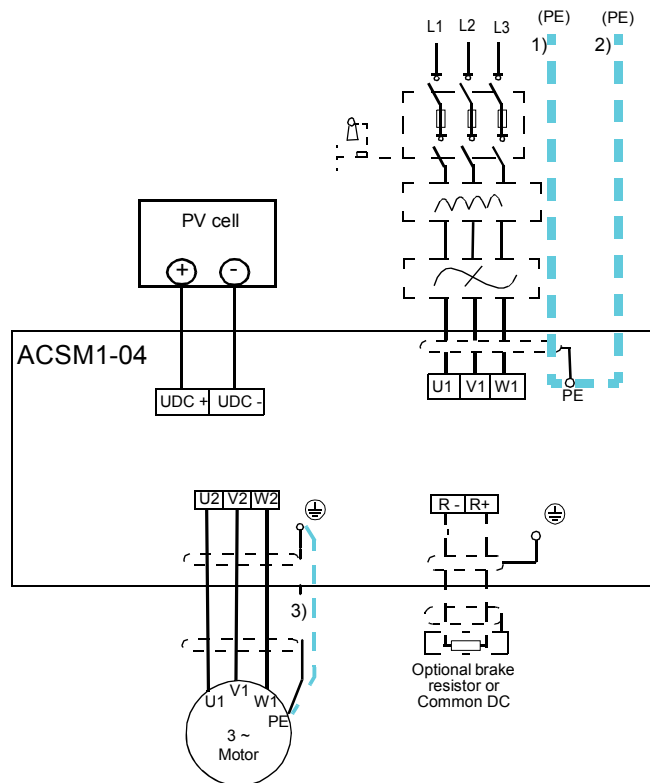 (PE) (PE)
L1 L2 L3 1) 2)
PV cell
+ -
ACSM1-04
UDC + UDC -
U1 V1 W1
PE
U2 V2 W2
R - R+
3)
U1 V1 W1
PE
3 ~
Motor
Optional brake
resistor or
Common DC